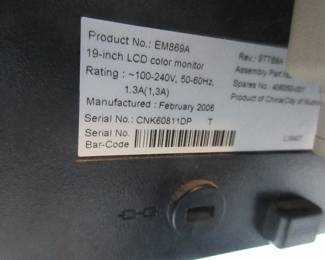 Product No.: EM869A
19-inch LCD color monitor
Rating : ~100-240V, 50-60Hz,
1.3A(1,3A)
Manufactured : February 2006
Serial No.: CNK60811DP T
Serial No.
Bar-Code
Rev.:
Assembly Part No
Spares No.:
Product of China/City of